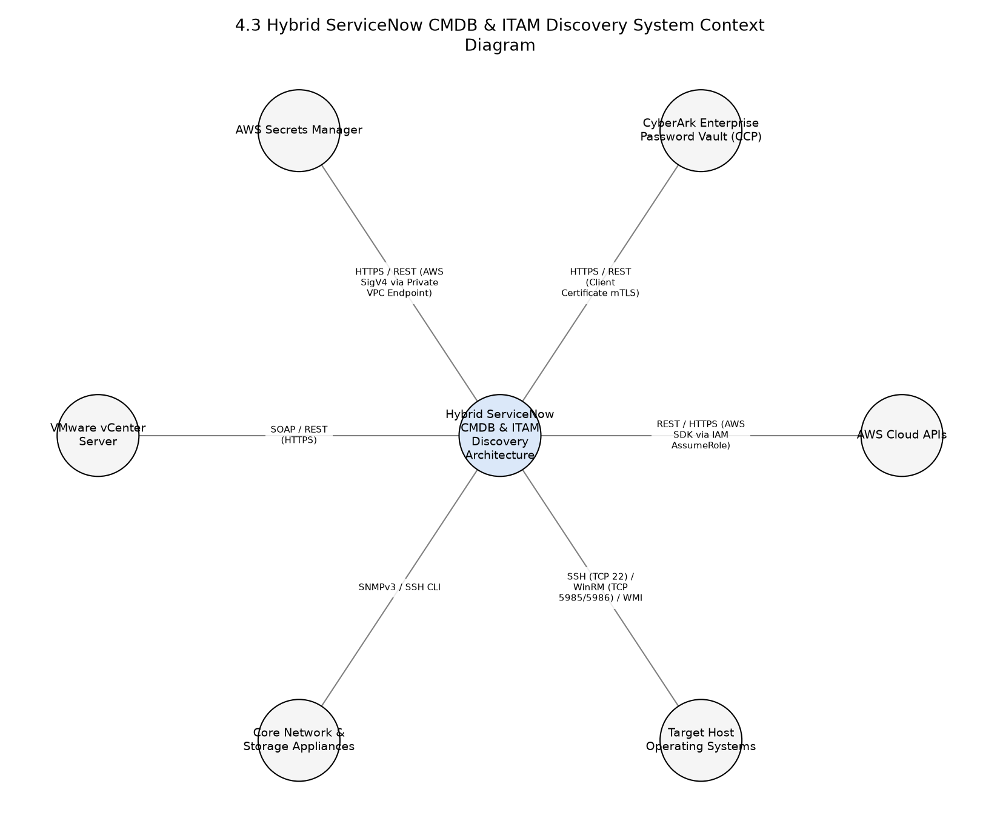 4.3 Hybrid ServiceNow CMDB & ITAM Discovery System Context
Diagram
AWS Secrets Manager
CyberArk Enterprise
Password Vault (CCP)
HTTPS / REST (AWS
SigV4 via Private
VPC Endpoint)
HTTPS / REST
(Client
Certificate mTLS)
VMware vCenter
Server
SOAP / REST
(HTTPS)
Hybrid ServiceNow
CMDB & ITAM
Discovery
Architecture
REST / HTTPS (AWS
SDK via IAM
AssumeRole)
AWS Cloud APIs
SNMPv3 / SSH CLI
SSH (TCP 22) /
WinRM (TCP
5985/5986) / WMI
Core Network &
Storage Appliances
Target Host
Operating Systems